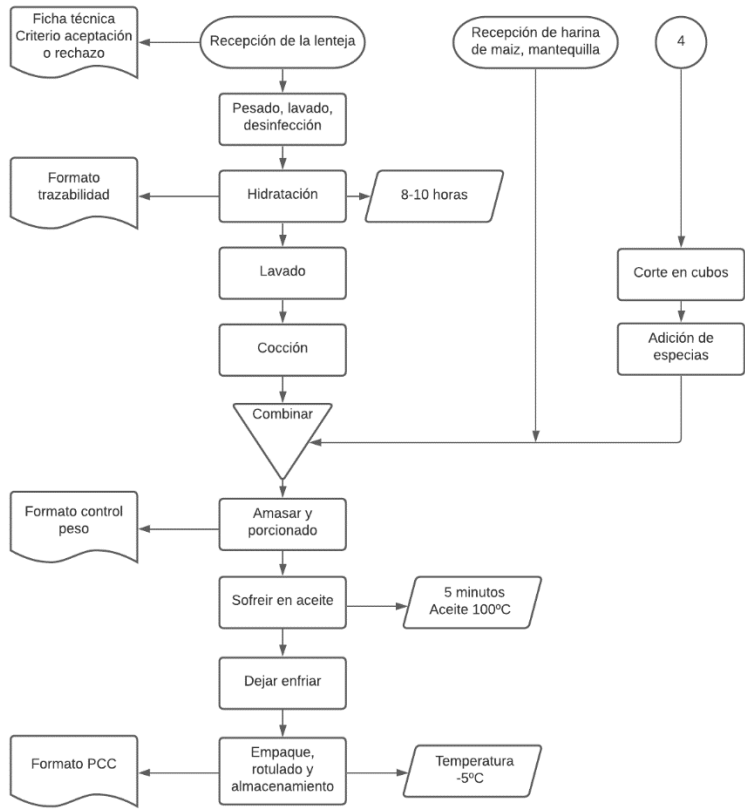 Ficha técnica
Criterio aceptación
o rechazo
Recepción de la lenteja
Recepción de harina
de maiz, mantequilla
4
Pesado, lavado,
desinfección
Formato
trazabilidad
Hidratación
8-10 horas
Lavado
Corte en cubos
Cocción
Adición de
especias
Combinar
Formato control
peso
Amasar y
porcionado
Sofreir en aceite
5 minutos
Aceite 100ºC
Dejar enfriar
Formato PCC
Empaque,
rotulado y
almacenamiento
Temperatura
-5ºC